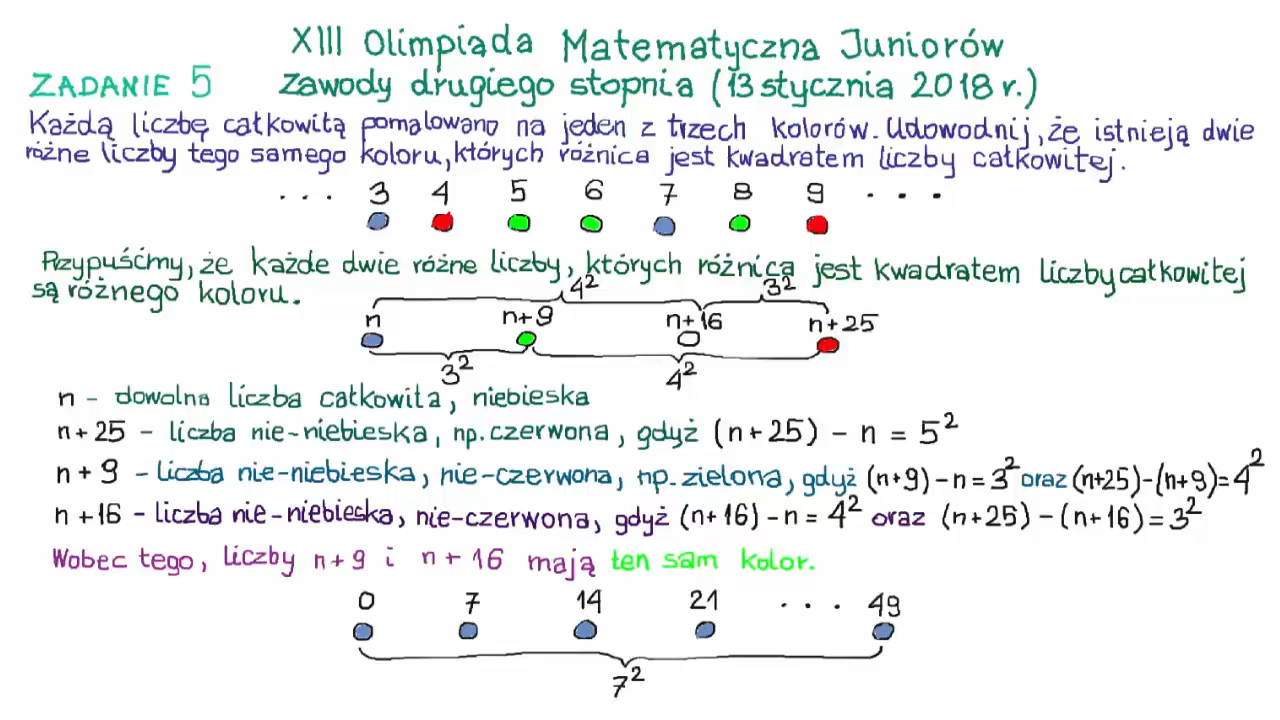 XIII Olimpiada Matematyczna Juniorów
ZADANIE 5 Zawody drugiego stopnia (13 stycznia 2018 r.)
Każdą liczbę całkowitą pomalowano na jeden z trzech kolorów. Udowodnij, że istnieją dwie
różne liczby tego samego koloru, których różnica jest kwadratem liczby całkowitej.
... 3 4 5 6 7 8 9 ...
Przypuśćmy, że każde dwie różne liczby, których różnica jest kwadratem liczby całkowitej
są różnego koloru.
4² 3²
n n+9 n+16 n+25
3² 4²
n - dowolna liczba całkowita, niebieska
n+25 - liczba nie-niebieska, np. czerwona, gdyż (n+25) - n = 5²
n+9 - liczba nie-niebieska, nie-czerwona, np. zielona, gdyż (n+9)-n = 3² oraz (n+25)-(n+9)=4²
n+16 - liczba nie-niebieska, nie-czerwona, gdyż (n+16)-n = 4² oraz (n+25)-(n+16)=3²
Wobec tego, liczby n+9 i n+16 mają ten sam kolor.
0 7 14 21 ... 49
7²